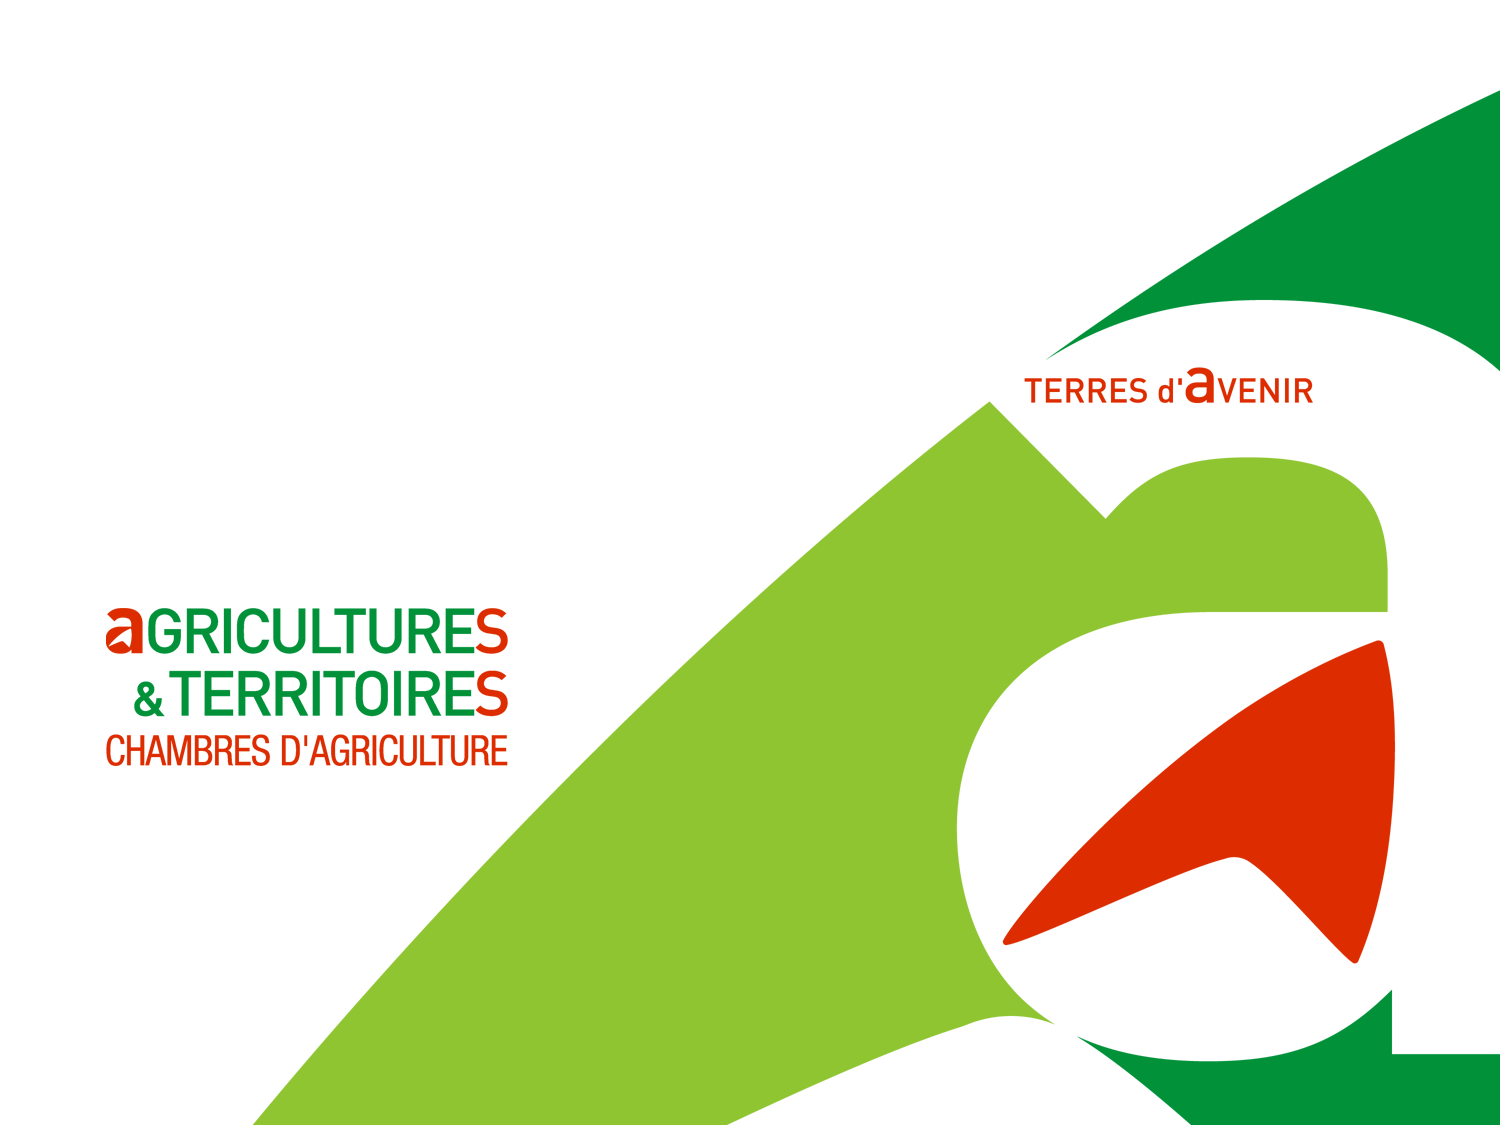 TERRES d'aVENIR
aGRICULTURES
& TERRITOIRES
CHAMBRES D'AGRICULTURE